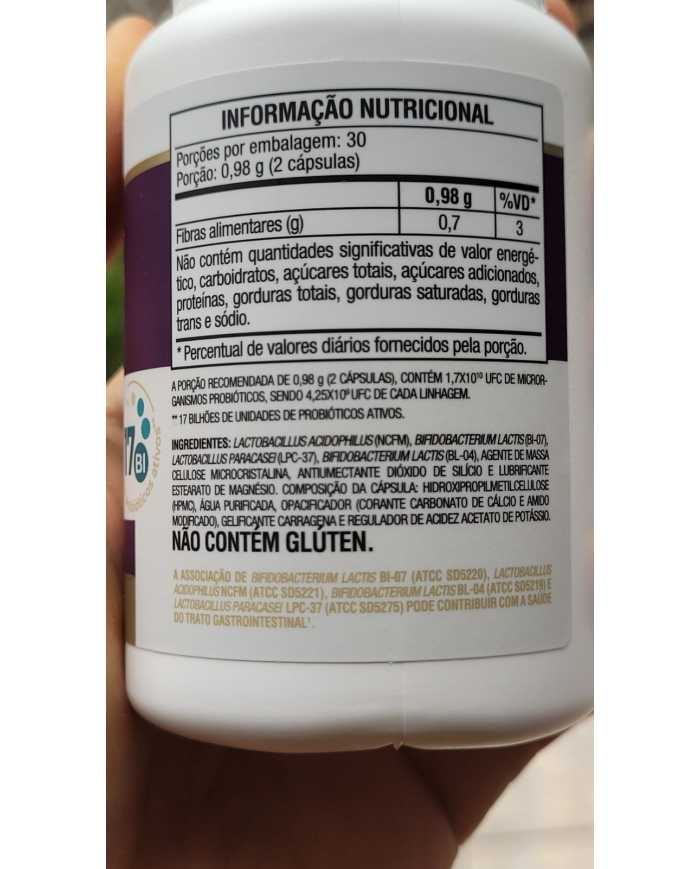 INFORMAÇÃO NUTRICIONAL
Porções por embalagem: 30
Porção: 0,98 g (2 cápsulas)
0,98 g %VD*
Fibras alimentares (g) 0,7 3
Não contém quantidades significativas de valor energé-
tico, carboidratos, açúcares totais, açúcares adicionados,
proteínas, gorduras totais, gorduras saturadas, gorduras
trans e sódio.
* Percentual de valores diários fornecidos pela porção.
A PORÇÃO RECOMENDADA DE 0,98 g (2 CÁPSULAS), CONTÉM 1,7X10¹⁰ UFC DE MICROR-
GANISMOS PROBIÓTICOS, SENDO 4,25X10⁹ UFC DE CADA LINHAGEM.
** 17 BILHÕES DE UNIDADES DE PROBIÓTICOS ATIVOS.
INGREDIENTES: LACTOBACILLUS ACIDOPHILUS (NCFM), BIFIDOBACTERIUM LACTIS (BI-07),
LACTOBACILLUS PARACASEI (LPC-37), BIFIDOBACTERIUM LACTIS (BL-04), AGENTE DE MASSA
CELULOSE MICROCRISTALINA, ANTIUMECTANTE DIÓXIDO DE SILÍCIO E LUBRIFICANTE
ESTEARATO DE MAGNÉSIO. COMPOSIÇÃO DA CÁPSULA: HIDROXIPROPILMETILCELULOSE
(HPMC), ÁGUA PURIFICADA, OPACIFICADOR (CORANTE CARBONATO DE CÁLCIO E AMIDO
MODIFICADO), GELIFICANTE CARRAGENA E REGULADOR DE ACIDEZ ACETATO DE POTÁSSIO.
NÃO CONTÉM GLÚTEN.
A ASSOCIAÇÃO DE BIFIDOBACTERIUM LACTIS BI-07 (ATCC SD5220), LACTOBACILLUS
ACIDOPHILUS NCFM (ATCC SD5221), BIFIDOBACTERIUM LACTIS BL-04 (ATCC SD5219) E
LACTOBACILLUS PARACASEI LPC-37 (ATCC SD5275) PODE CONTRIBUIR COM A SAÚDE
DO TRATO GASTROINTESTINAL¹.
17
BI
ativos